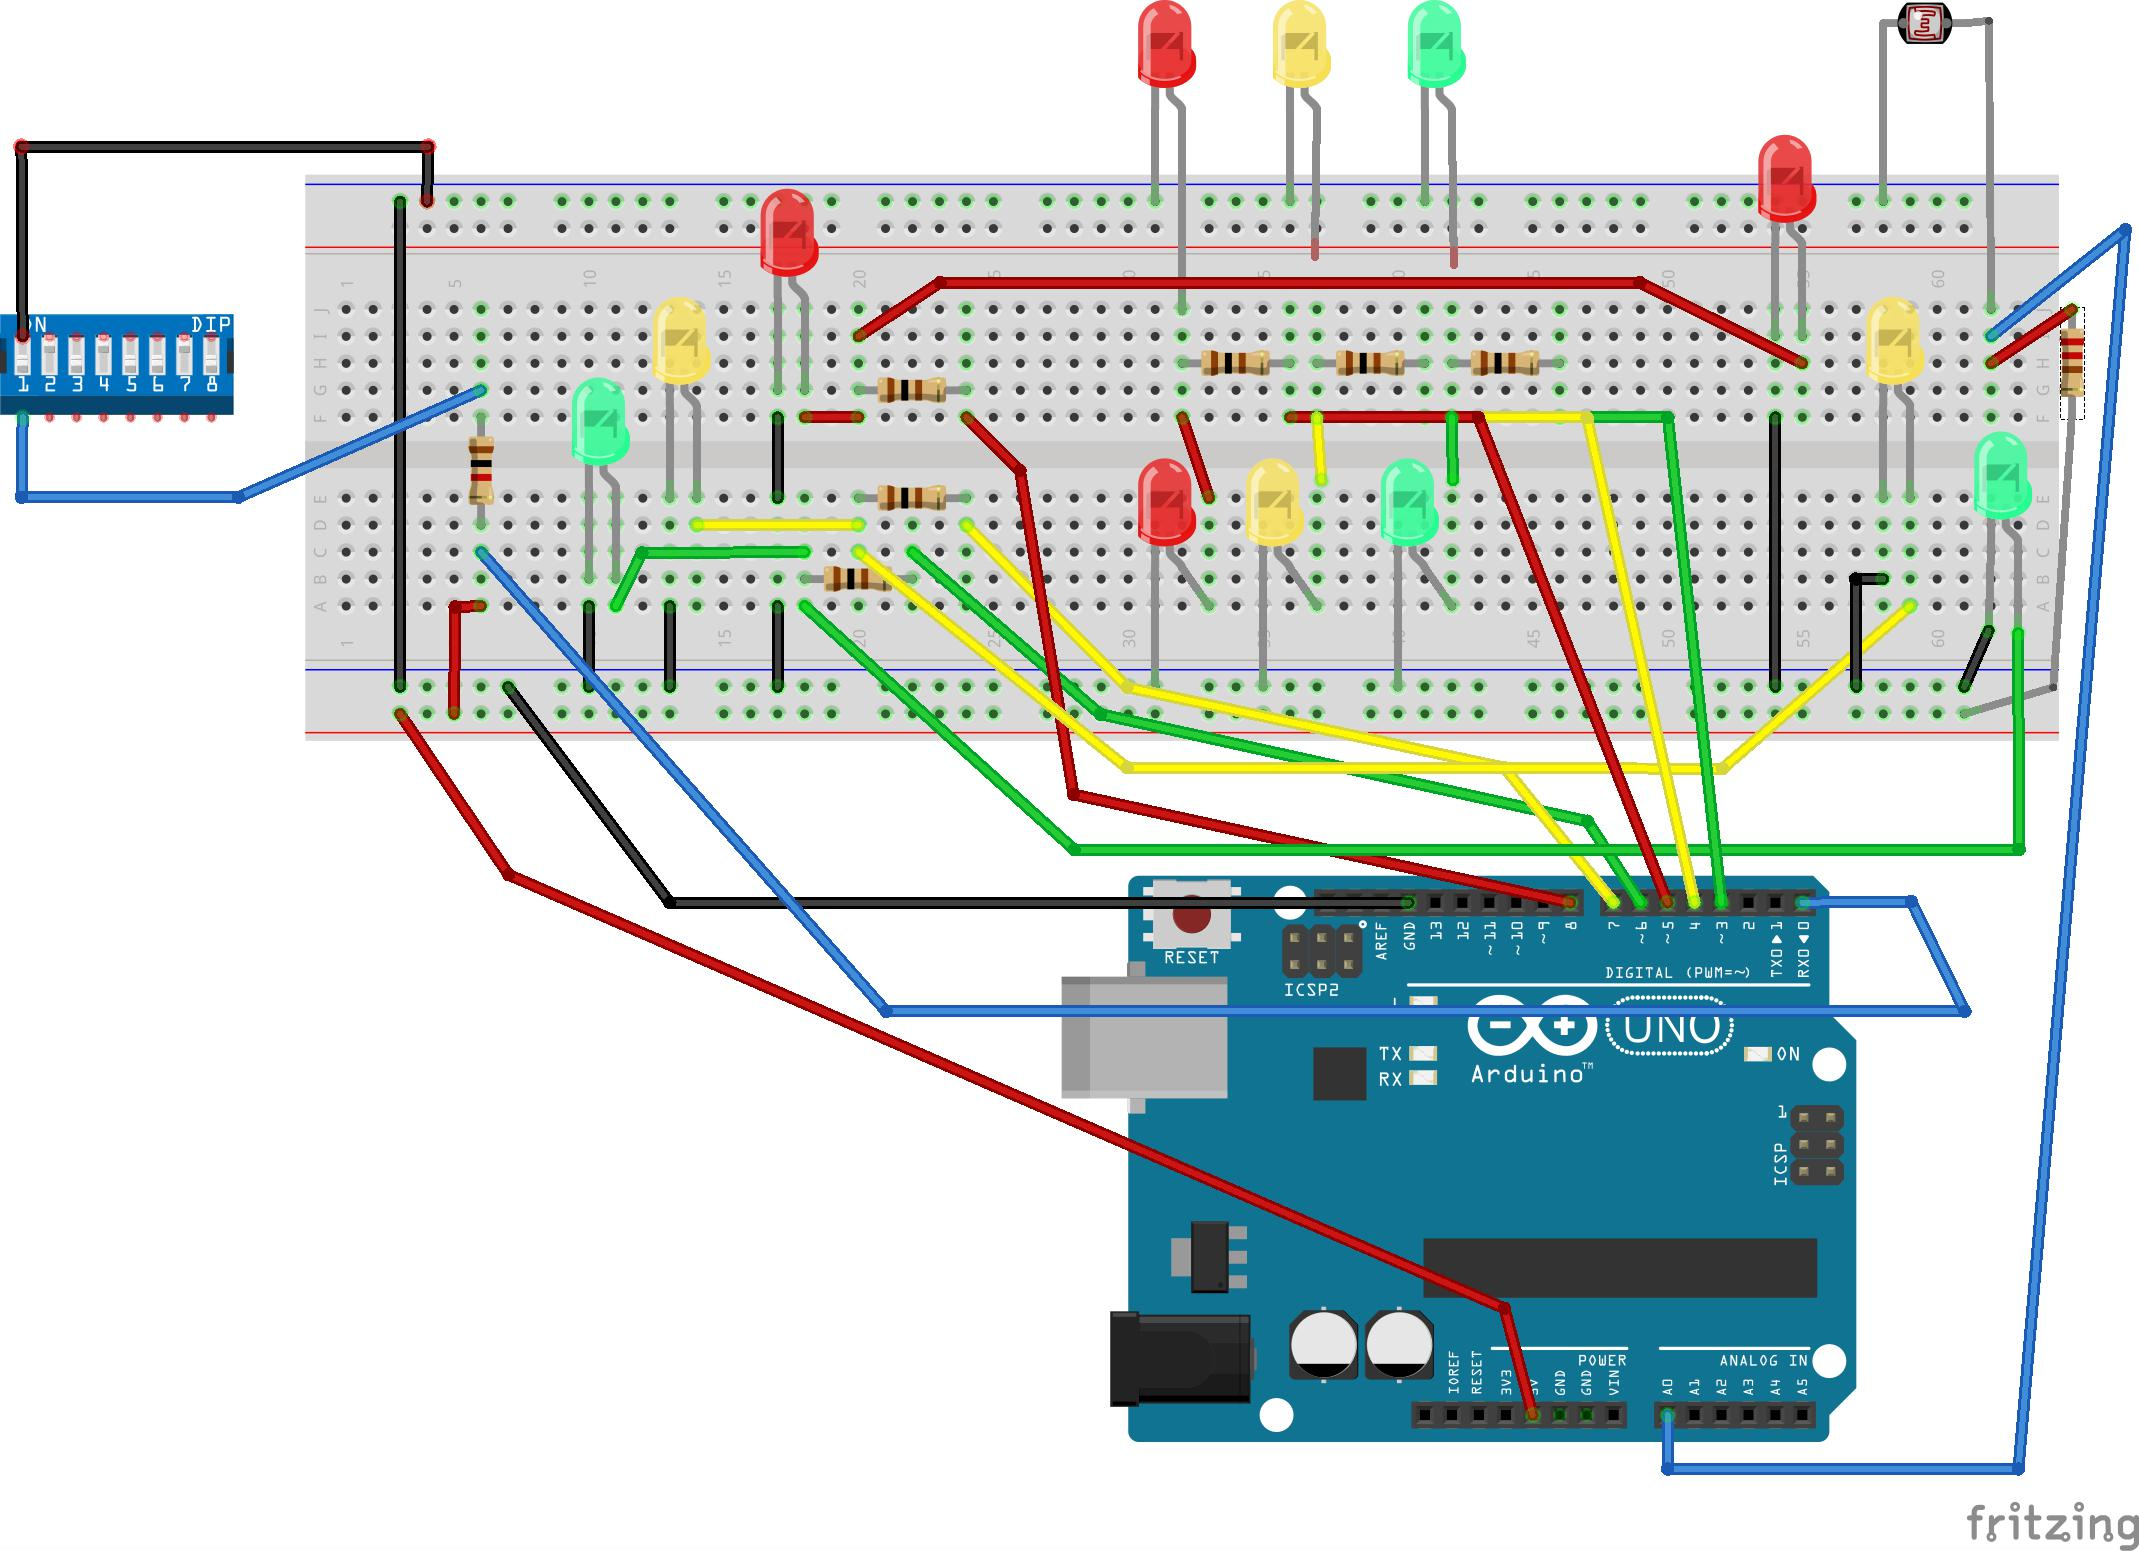 ON DIP
1 2 3 4 5 6 7 8
1 5 10 15 20 25 30 35 40 45 50 55 60
J
I
H
G
F
E
D
C
B
A
1 5 10 15 20 25 30 35 40 45 50 55 60
J
I
H
G
F
E
D
C
B
A
RESET
ICSP2
AREF
GND
13
12
~11
~10
~9
8
7
~6
~5
4
~3
2
TX0▶1
RX0◀0
DIGITAL (PWM=~)
L
TX
RX
UNO
Arduino™
ON
1
ICSP
IOREF
RESET
3V3
5V
GND
GND
VIN
POWER
ANALOG IN
A0
A1
A2
A3
A4
A5
fritzing